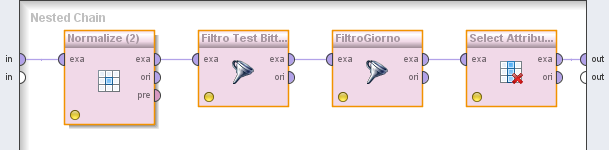 Nested Chain
Normalize (2)
Filtro Test Bitt...
FiltroGiorno
Select Attribu...
in exa exa exa exa exa exa exa exa out
in ori ori ori ori out
pre